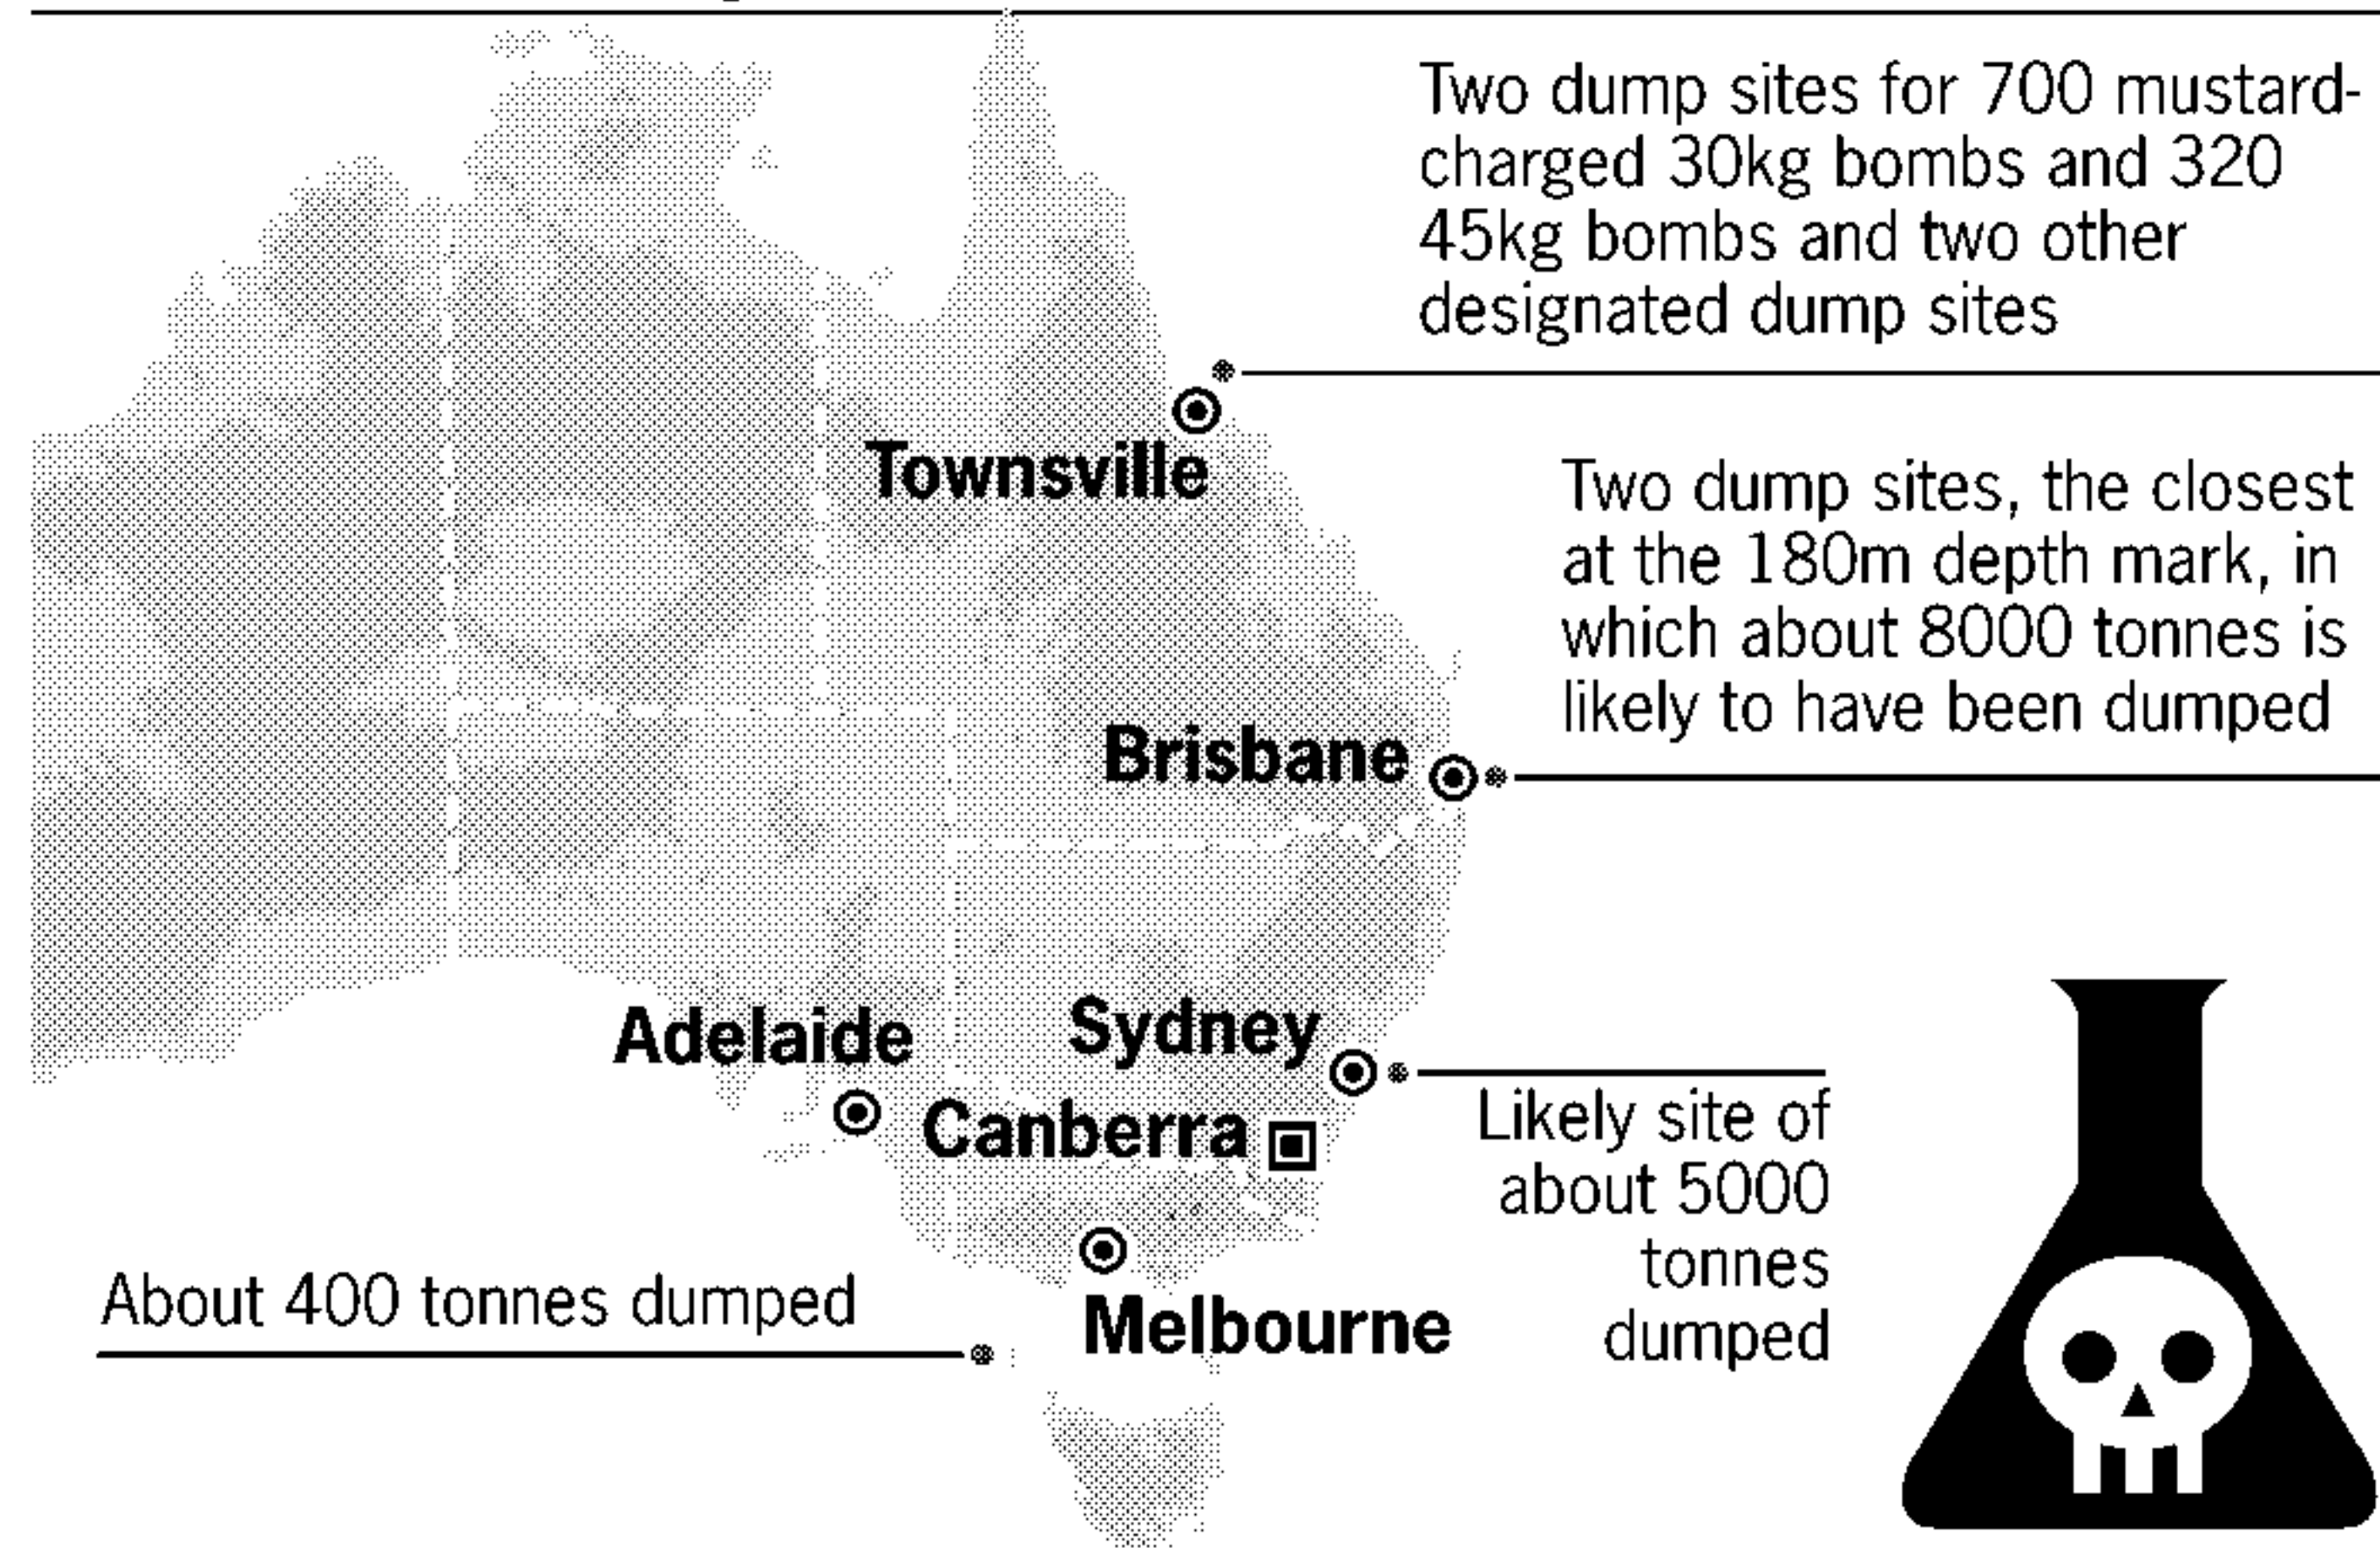 Two dump sites for 700 mustard-
charged 30kg bombs and 320
45kg bombs and two other
designated dump sites
Townsville
Two dump sites, the closest
at the 180m depth mark, in
which about 8000 tonnes is
likely to have been dumped
Brisbane
Adelaide
Sydney
Canberra
Likely site of
about 5000
tonnes
dumped
About 400 tonnes dumped
Melbourne